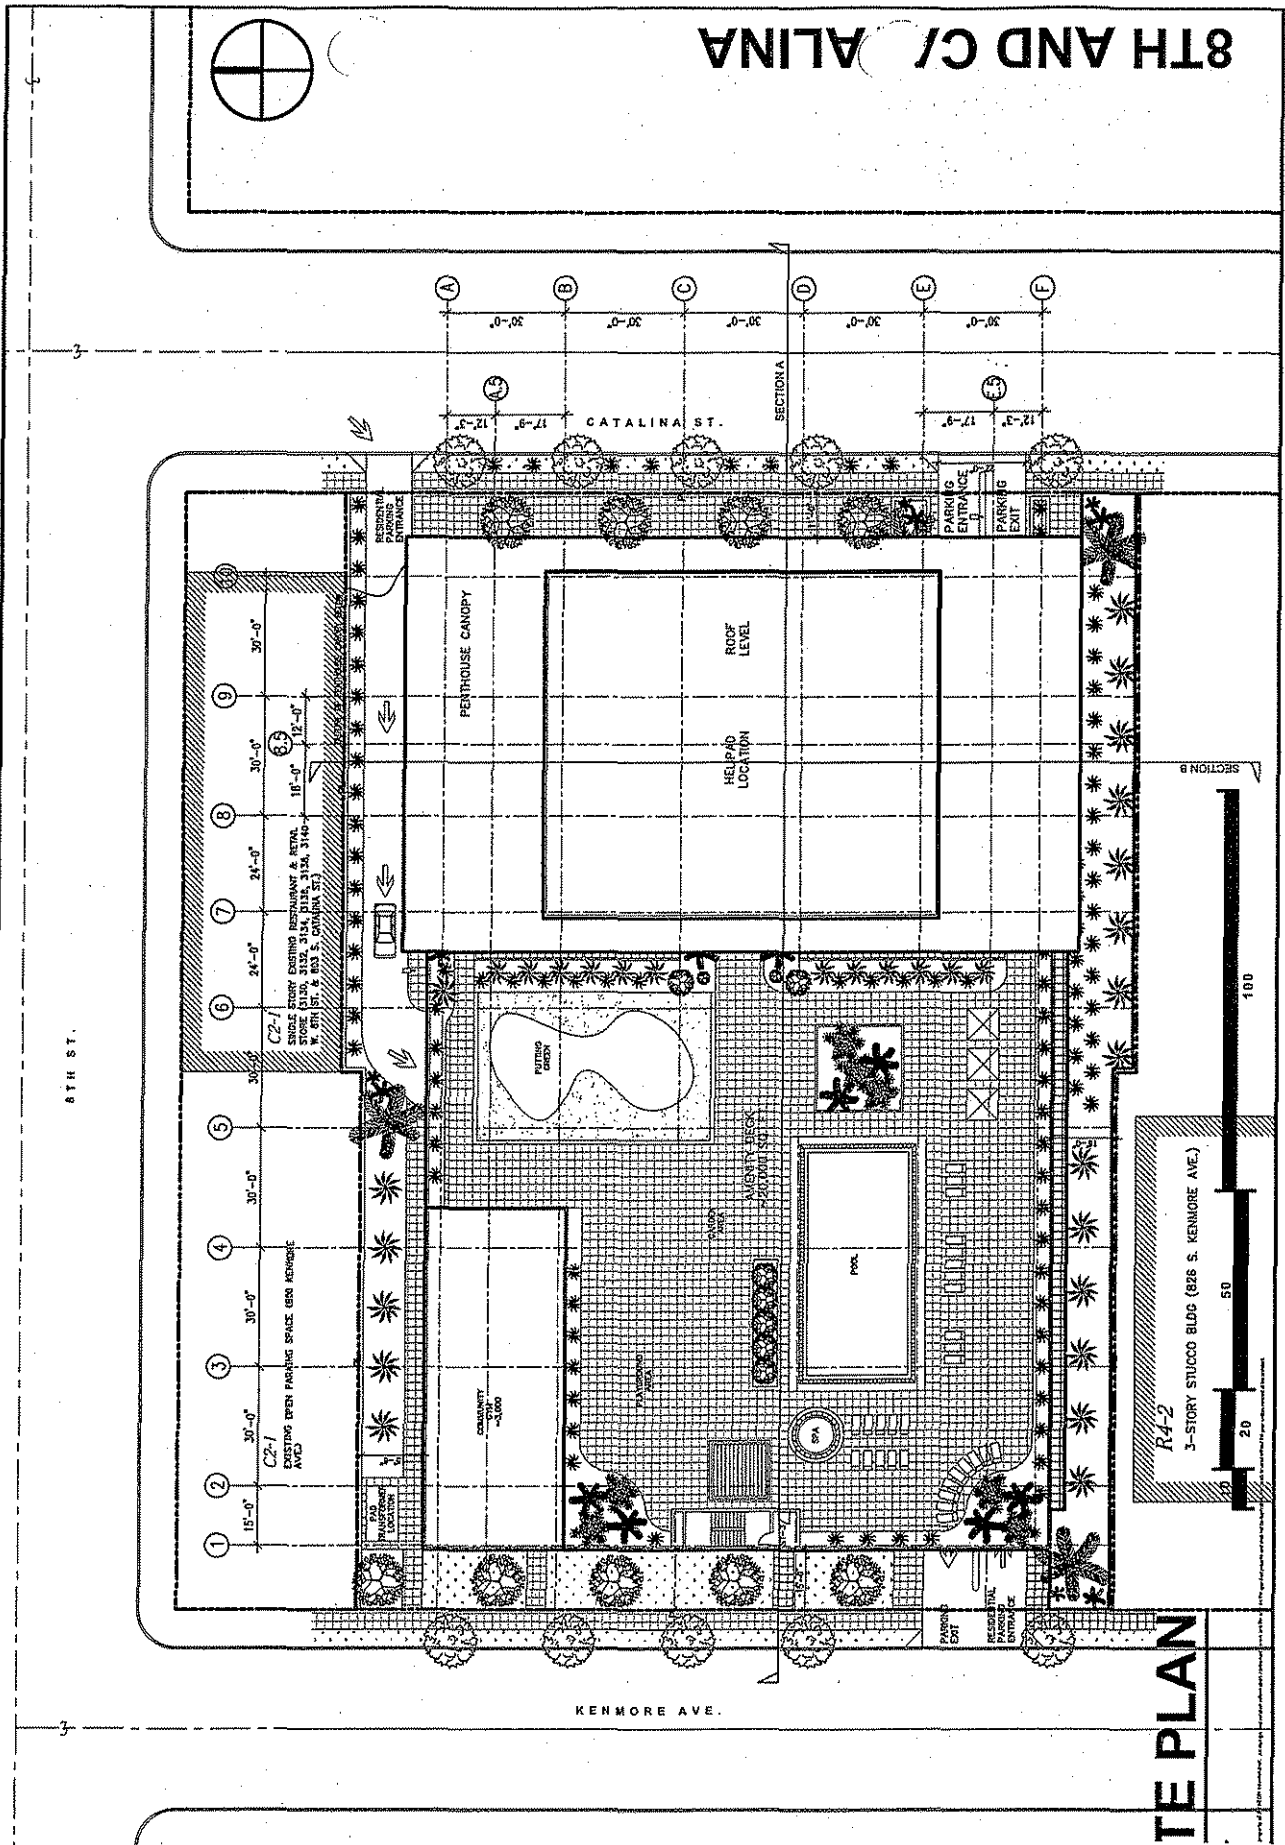 8TH AND C/ ALINA
8TH ST.
CATALINA ST.
KENMORE AVE.
SECTION A
SECTION B
A
B
C
D
E
F
30'-0"
30'-0"
30'-0"
30'-0"
30'-0"
A.5
E.5
12'-3"
17'-9"
17'-9"
12'-3"
RESIDENTIAL
PARKING
ENTRANCE
PARKING
ENTRANCE
PARKING
EXIT
10
9
8.5
8
7
6
5
4
3
2
1
30'-0"
30'-0"
18'-0"
12'-0"
24'-0"
24'-0"
30'-0"
30'-0"
30'-0"
30'-0"
15'-0"
PENTHOUSE CANOPY
ROOF
LEVEL
HELIPAD
LOCATION
C2-1
SINGLE STORY EXISTING RESTAURANT & RETAIL
STORE (3130, 3132, 3134, 3136, 3138, 3140
W. 8TH ST. & 803 S. CATALINA ST.)
PUTTING
GREEN
AMENITY DECK
GARDEN
AREA
POOL
SPA
PLAYGROUND
AREA
COMMUNITY
GYM
C2-1
EXISTING OPEN PARKING SPACE (800 KENMORE
AVE.)
PAD
TRANSFORMER
LOCATION
PARKING
EXIT
RESIDENTIAL
PARKING
ENTRANCE
R4-2
3-STORY STUCCO BLDG (826 S. KENMORE AVE.)
10
20
50
100
TE PLAN